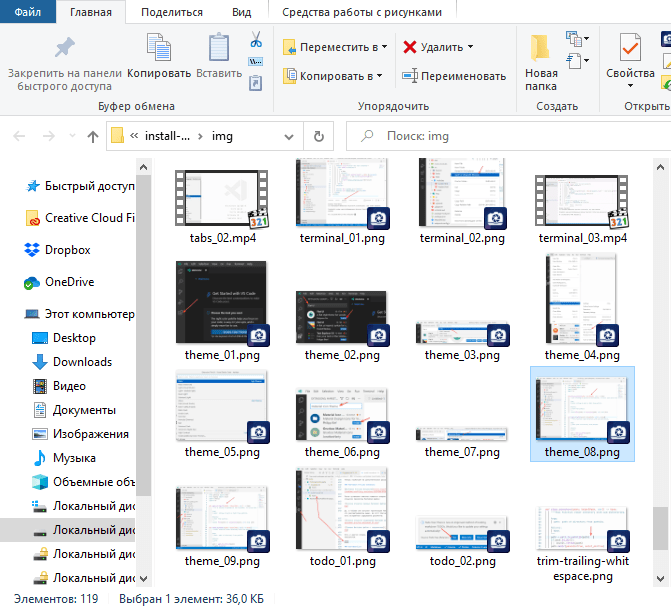 Файл
Главная
Поделиться
Вид
Средства работы с рисунками
Закрепить на панели
быстрого доступа
Копировать
Вставить
Переместить в
Копировать в
Удалить
Переименовать
Новая
папка
Свойства
Буфер обмена
Упорядочить
Создать
Открыть
« install-... › img
Поиск: img
Быстрый доступ
Creative Cloud Fi
Dropbox
OneDrive
Этот компьютер
Desktop
Downloads
Видео
Документы
Изображения
Музыка
Объемные объ
Локальный дис
Локальный дис
Локальный дис
Локальный дис
tabs_02.mp4
terminal_01.png
terminal_02.png
terminal_03.mp4
theme_01.png
theme_02.png
theme_03.png
theme_04.png
theme_05.png
theme_06.png
theme_07.png
theme_08.png
theme_09.png
todo_01.png
todo_02.png
trim-trailing-whit
espace.png
Элементов: 119
Выбран 1 элемент: 36,0 КБ